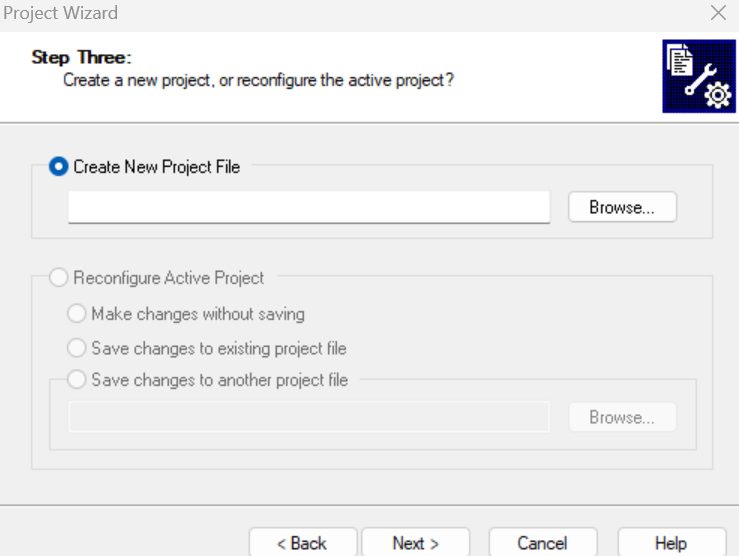 Project Wizard
Step Three:
Create a new project, or reconfigure the active project?
Create New Project File
Browse...
Reconfigure Active Project
Make changes without saving
Save changes to existing project file
Save changes to another project file
Browse...
< Back Next > Cancel Help